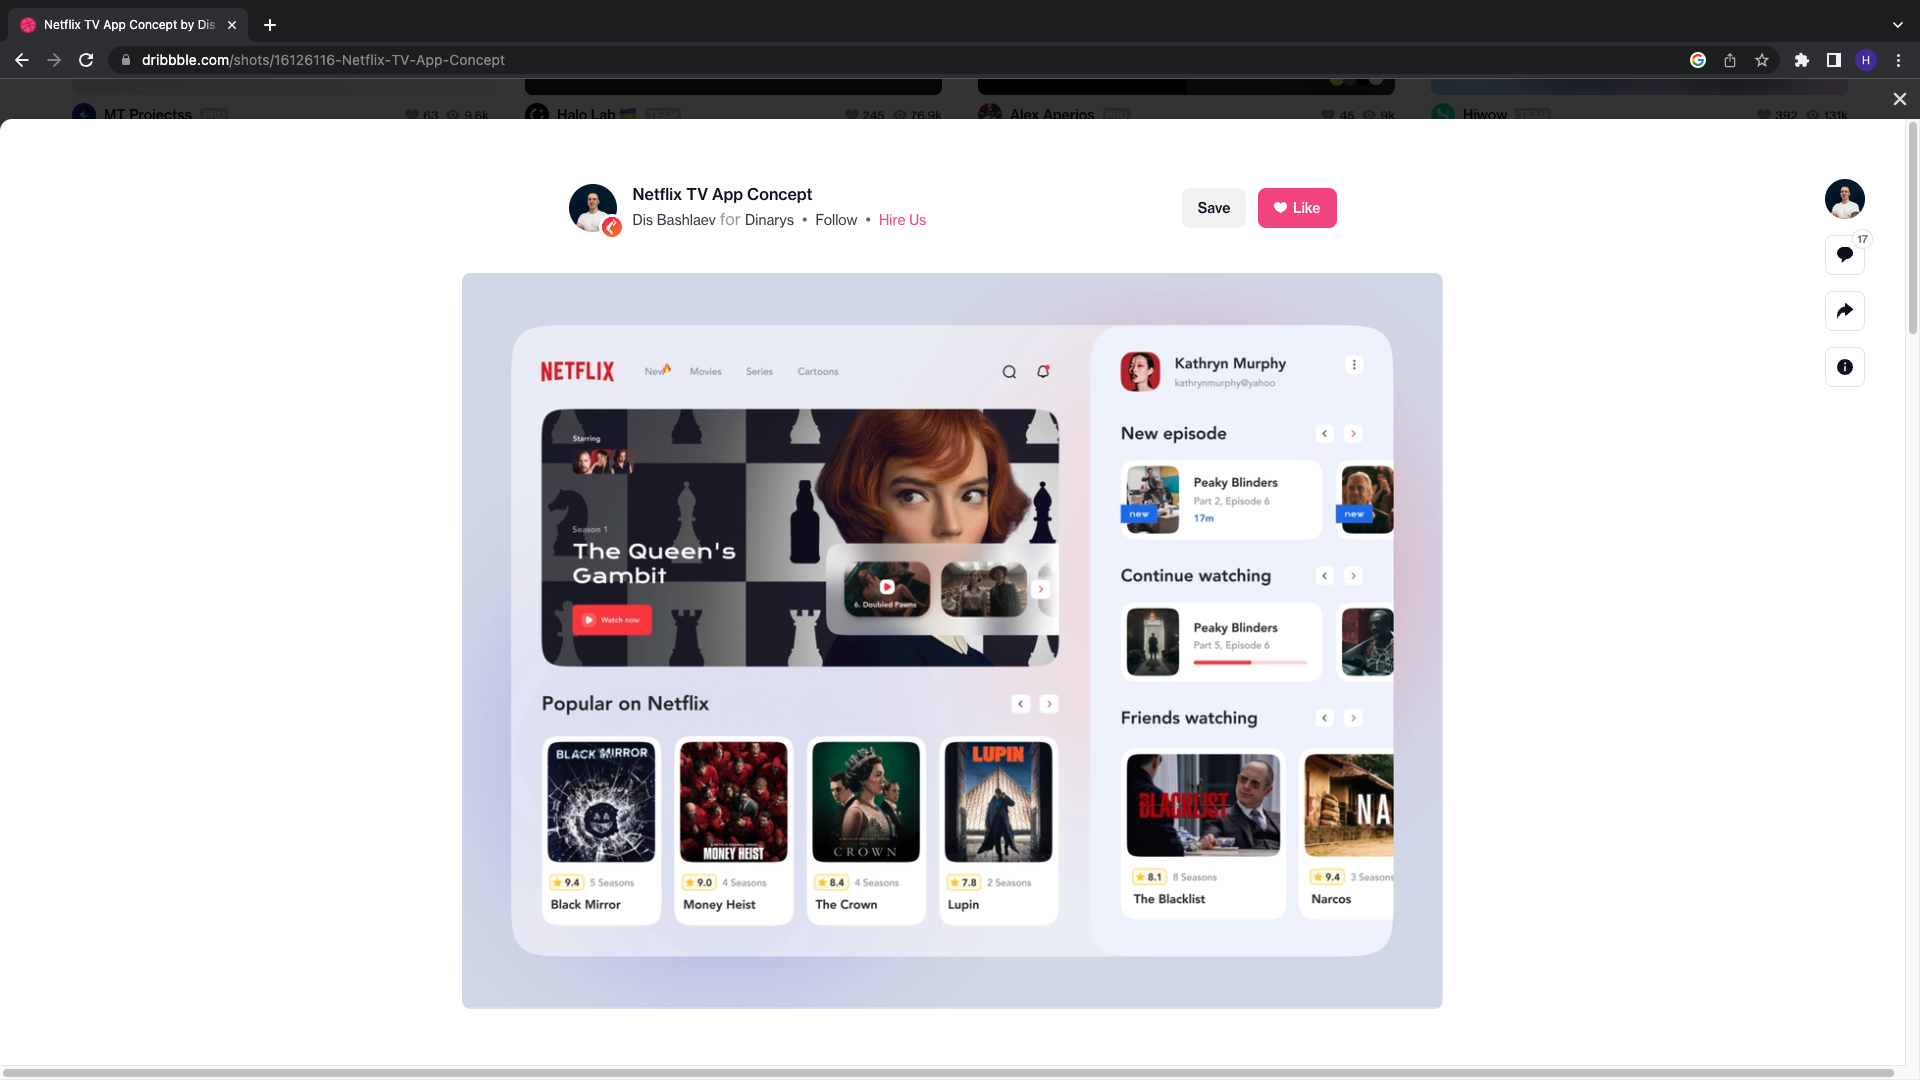 Netflix TV App Concept by Dis
dribbble.com/shots/16126116-Netflix-TV-App-Concept
H
MT Projectss PRO 63 9.6k
Halo Lab TEAM 245 76.9k
Alex Aperios PRO 45 9k
Hiwow TEAM 392 131k
Netflix TV App Concept
Dis Bashlaev for Dinarys • Follow • Hire Us
Save
Like
17
NETFLIX
New
Movies
Series
Cartoons
Starring
Season 1
The Queen's
Gambit
Watch now
6. Doubled Pawns
Popular on Netflix
BLACK MIRROR
9.4 5 Seasons
Black Mirror
MONEY HEIST
9.0 4 Seasons
Money Heist
THE CROWN
8.4 4 Seasons
The Crown
LUPIN
7.8 2 Seasons
Lupin
Kathryn Murphy
kathrynmurphy@yahoo
New episode
new
Peaky Blinders
Part 2, Episode 6
17m
new
Continue watching
Peaky Blinders
Part 5, Episode 6
Friends watching
BLACKLIST
8.1 8 Seasons
The Blacklist
NA
9.4 3 Seasons
Narcos